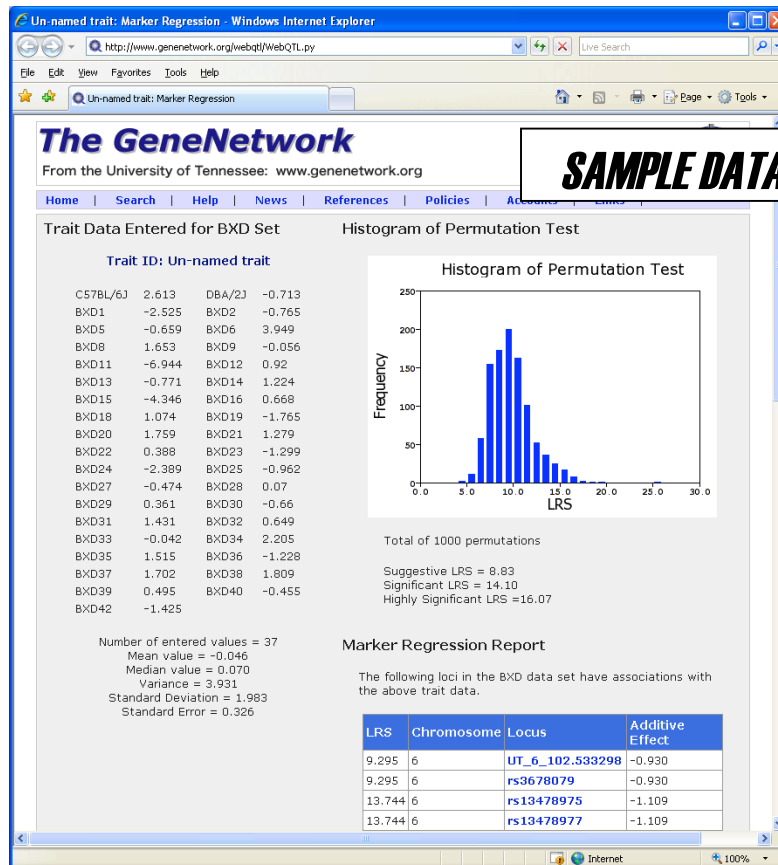 Un-named trait: Marker Regression - Windows Internet Explorer
http://www.genenetwork.org/webqtl/WebQTL.py
Live Search
File Edit View Favorites Tools Help
Un-named trait: Marker Regression
Page Tools
The GeneNetwork
From the University of Tennessee: www.genenetwork.org
SAMPLE DATA
Home | Search | Help | News | References | Policies |
Trait Data Entered for BXD Set
Trait ID: Un-named trait
C57BL/6J 2.613 DBA/2J -0.713
BXD1 -2.525 BXD2 -0.765
BXD5 -0.659 BXD6 3.949
BXD8 1.653 BXD9 -0.056
BXD11 -6.944 BXD12 0.92
BXD13 -0.771 BXD14 1.224
BXD15 -4.346 BXD16 0.668
BXD18 1.074 BXD19 -1.765
BXD20 1.759 BXD21 1.279
BXD22 0.388 BXD23 -1.299
BXD24 -2.389 BXD25 -0.962
BXD27 -0.474 BXD28 0.07
BXD29 0.361 BXD30 -0.66
BXD31 1.431 BXD32 0.649
BXD33 -0.042 BXD34 2.205
BXD35 1.515 BXD36 -1.228
BXD37 1.702 BXD38 1.809
BXD39 0.495 BXD40 -0.455
BXD42 -1.425
Number of entered values = 37
Mean value = -0.046
Median value = 0.070
Variance = 3.931
Standard Deviation = 1.983
Standard Error = 0.326
Histogram of Permutation Test
Histogram of Permutation Test
250
200
150
100
50
Frequency
0.0 5.0 10.0 15.0 20.0 25.0 30.0
LRS
Total of 1000 permutations
Suggestive LRS = 8.83
Significant LRS = 14.10
Highly Significant LRS =16.07
Marker Regression Report
The following loci in the BXD data set have associations with
the above trait data.
LRS Chromosome Locus Additive Effect
9.295 6 UT_6_102.533298 -0.930
9.295 6 rs3678079 -0.930
13.744 6 rs13478975 -1.109
13.744 6 rs13478977 -1.109
Internet 100%